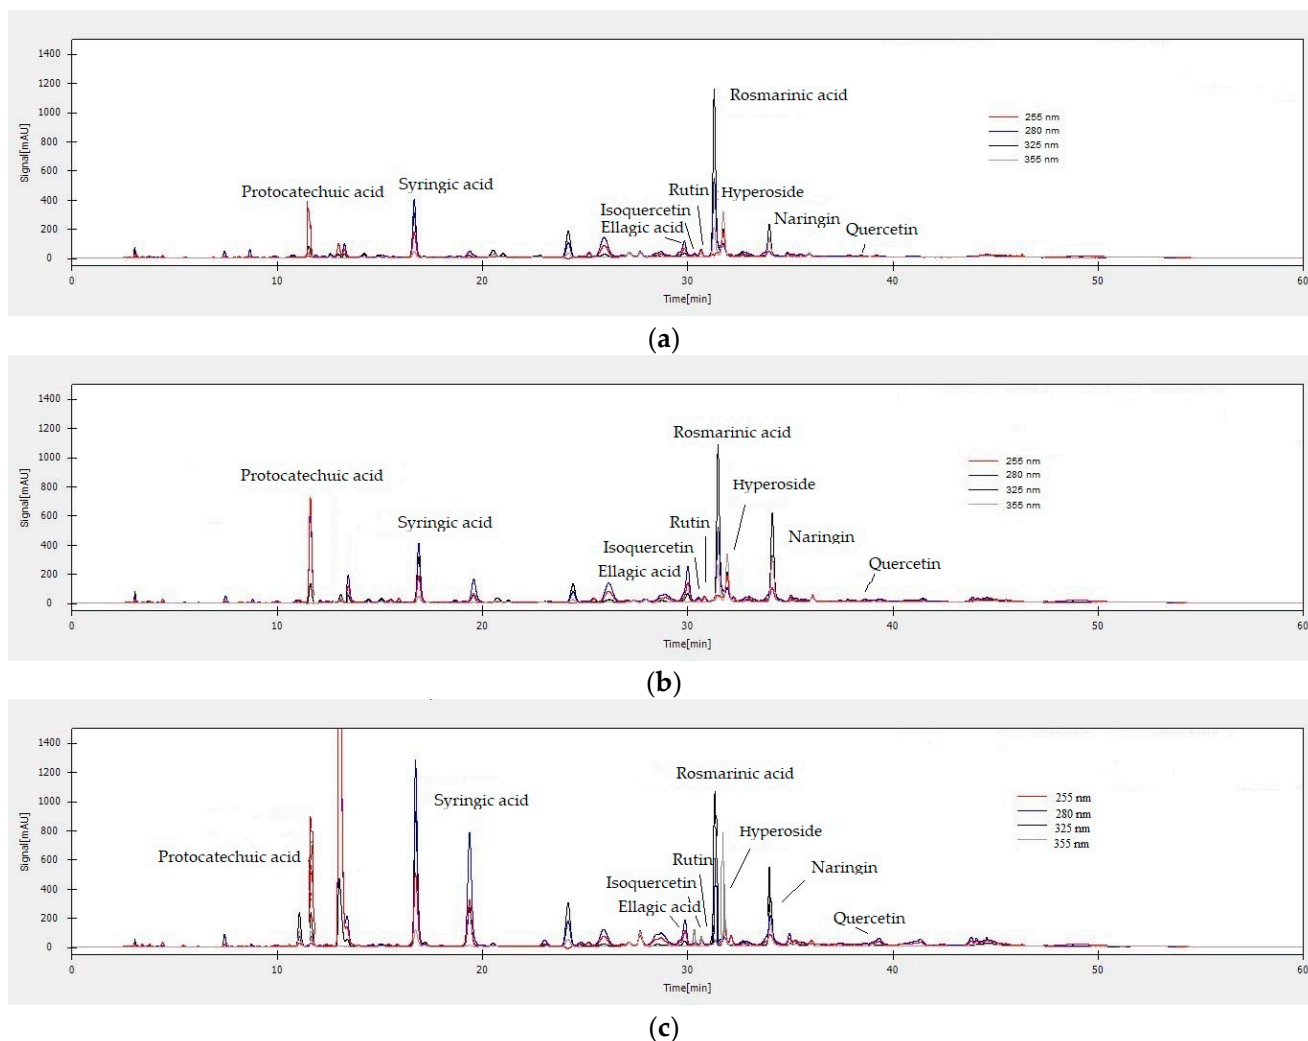 1400
1200
1000
800
600
400
200
0
Signal[mAU]
Rosmarinic acid
Protocatechuic acid
Syringic acid
Rutin
Hyperoside
Isoquercetin
Ellagic acid
Naringin
Quercetin
255 nm
280 nm
325 nm
355 nm
0 10 20 30 40 50 60
Time[min]
(a)
1400
1200
1000
800
600
400
200
0
Signal[mAU]
Rosmarinic acid
Protocatechuic acid
Hyperoside
Syringic acid
Rutin
Naringin
Isoquercetin
Ellagic acid
Quercetin
255 nm
280 nm
325 nm
355 nm
0 10 20 30 40 50 60
Time[min]
(b)
1400
1200
1000
800
600
400
200
0
Signal[mAU]
Rosmarinic acid
Syringic acid
Hyperoside
Protocatechuic acid
Rutin
Naringin
Isoquercetin
Ellagic acid
Quercetin
255 nm
280 nm
325 nm
355 nm
0 10 20 30 40 50 60
Time[min]
(c)